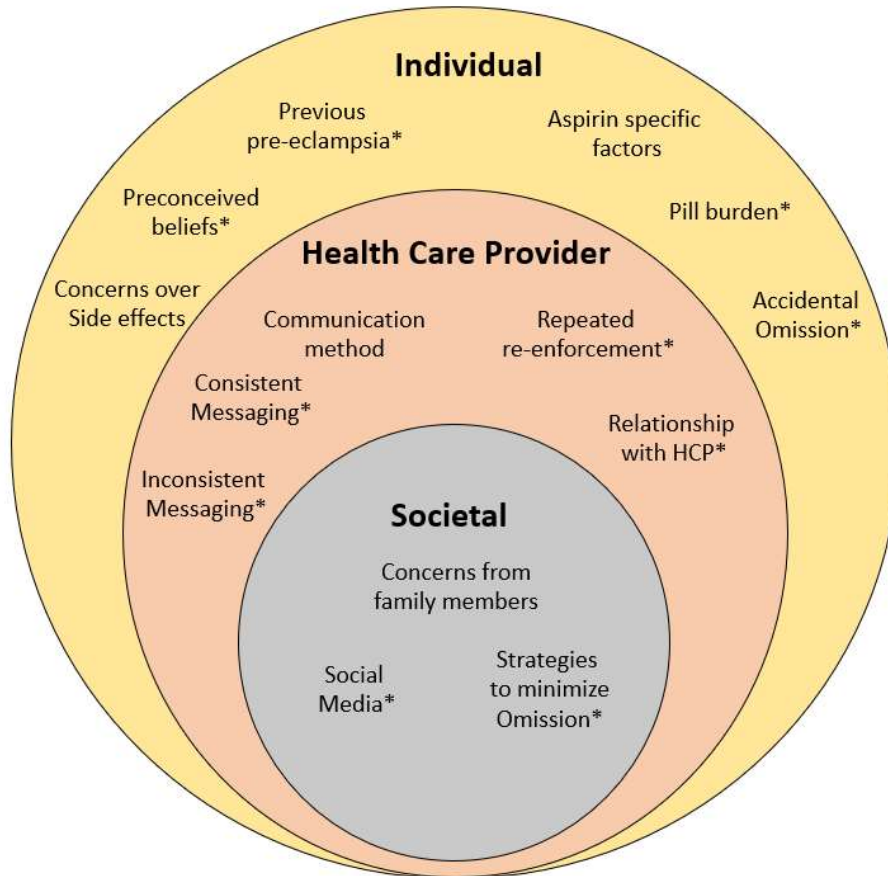 Individual
Previous
pre-eclampsia*
Aspirin specific
factors
Preconceived
beliefs*
Pill burden*
Concerns over
Side effects
Accidental
Omission*
Health Care Provider
Communication
method
Repeated
re-enforcement*
Consistent
Messaging*
Relationship
with HCP*
Inconsistent
Messaging*
Societal
Concerns from
family members
Social
Media*
Strategies
to minimize
Omission*